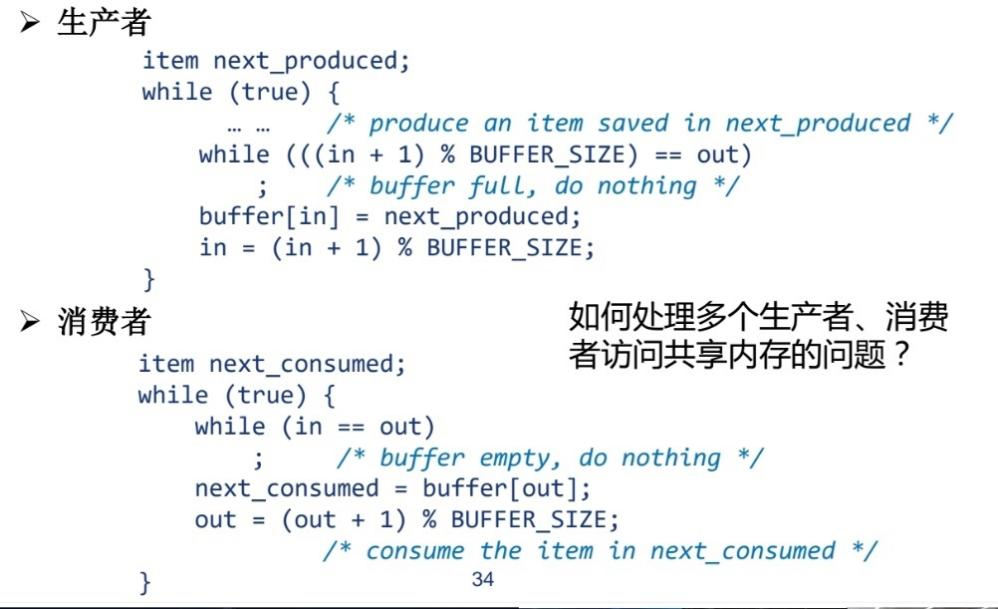 ➤ 生产者
item next_produced;
while (true) {
… … /* produce an item saved in next_produced */
while (((in + 1) % BUFFER_SIZE) == out)
; /* buffer full, do nothing */
buffer[in] = next_produced;
in = (in + 1) % BUFFER_SIZE;
}
➤ 消费者
如何处理多个生产者、消费
者访问共享内存的问题？
item next_consumed;
while (true) {
while (in == out)
; /* buffer empty, do nothing */
next_consumed = buffer[out];
out = (out + 1) % BUFFER_SIZE;
/* consume the item in next_consumed */
}
34